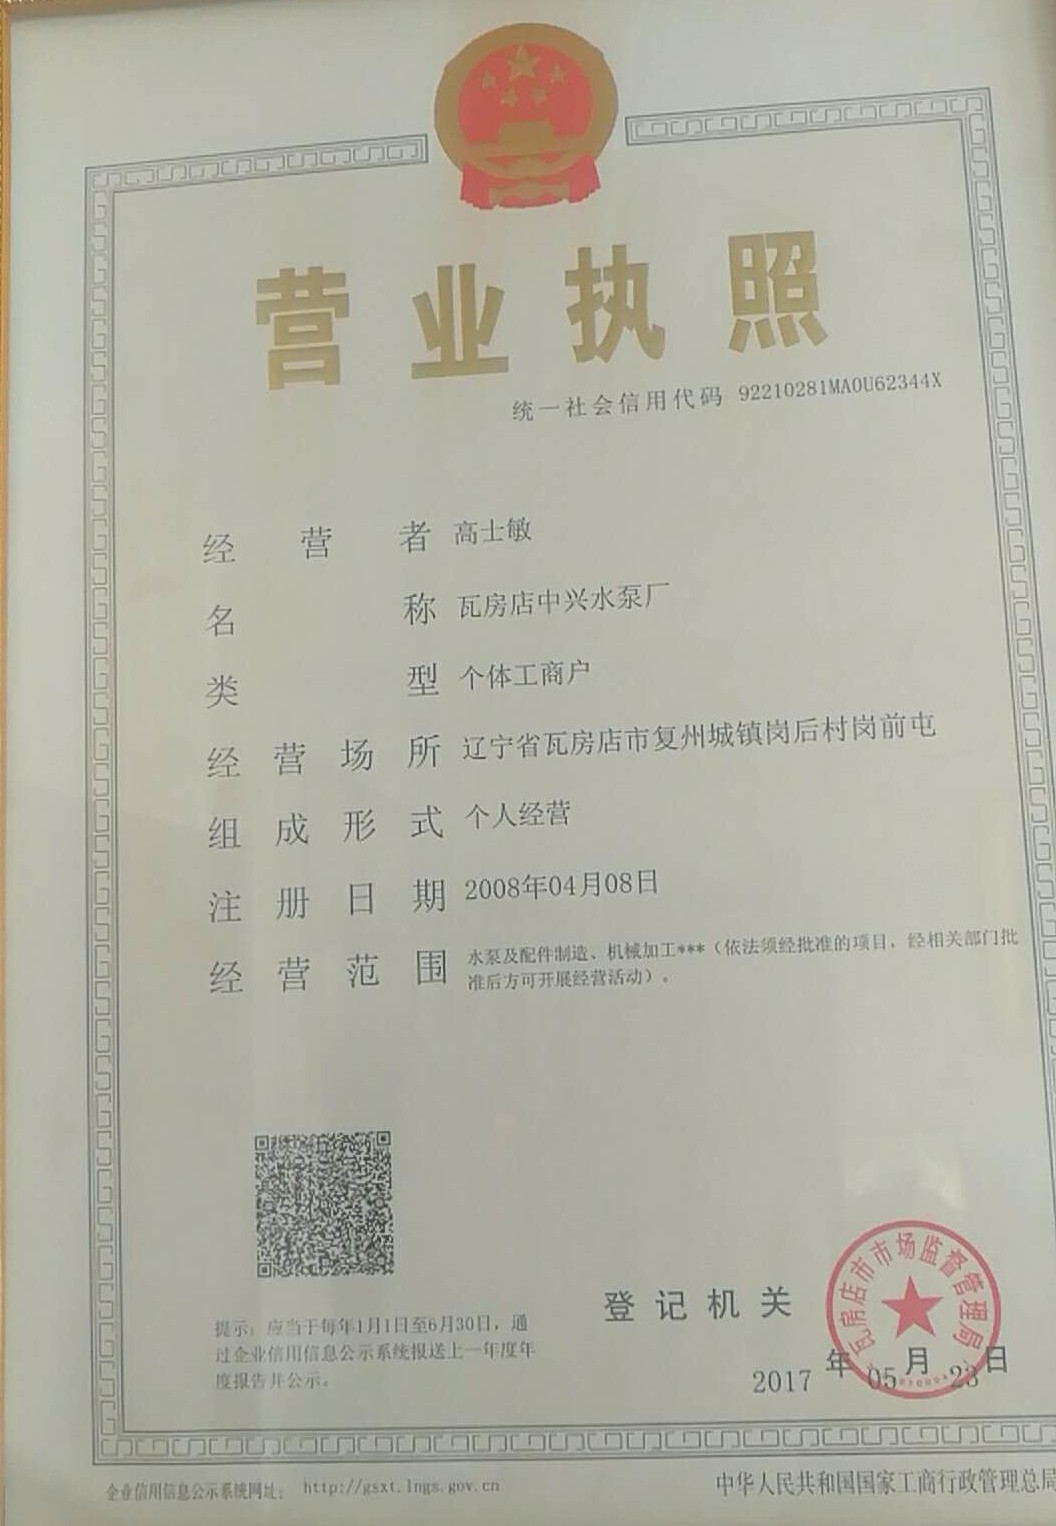 营业执照
统一社会信用代码 92210281MA0U62344X
经营者 高士敏
名称 瓦房店中兴水泵厂
类型 个体工商户
经营场所 辽宁省瓦房店市复州城镇岗后村岗前屯
组成形式 个人经营
注册日期 2008年04月08日
经营范围 水泵及配件制造、机械加工***（依法须经批准的项目，经相关部门批
准后方可开展经营活动）。
登记机关
瓦房店市市场监督管理局
2017年05月23日
提示：应当于每年1月1日至6月30日，通
过企业信用信息公示系统报送上一年度年
度报告并公示。
企业信用信息公示系统网址： http://gsxt.lngs.gov.cn
中华人民共和国国家工商行政管理总局